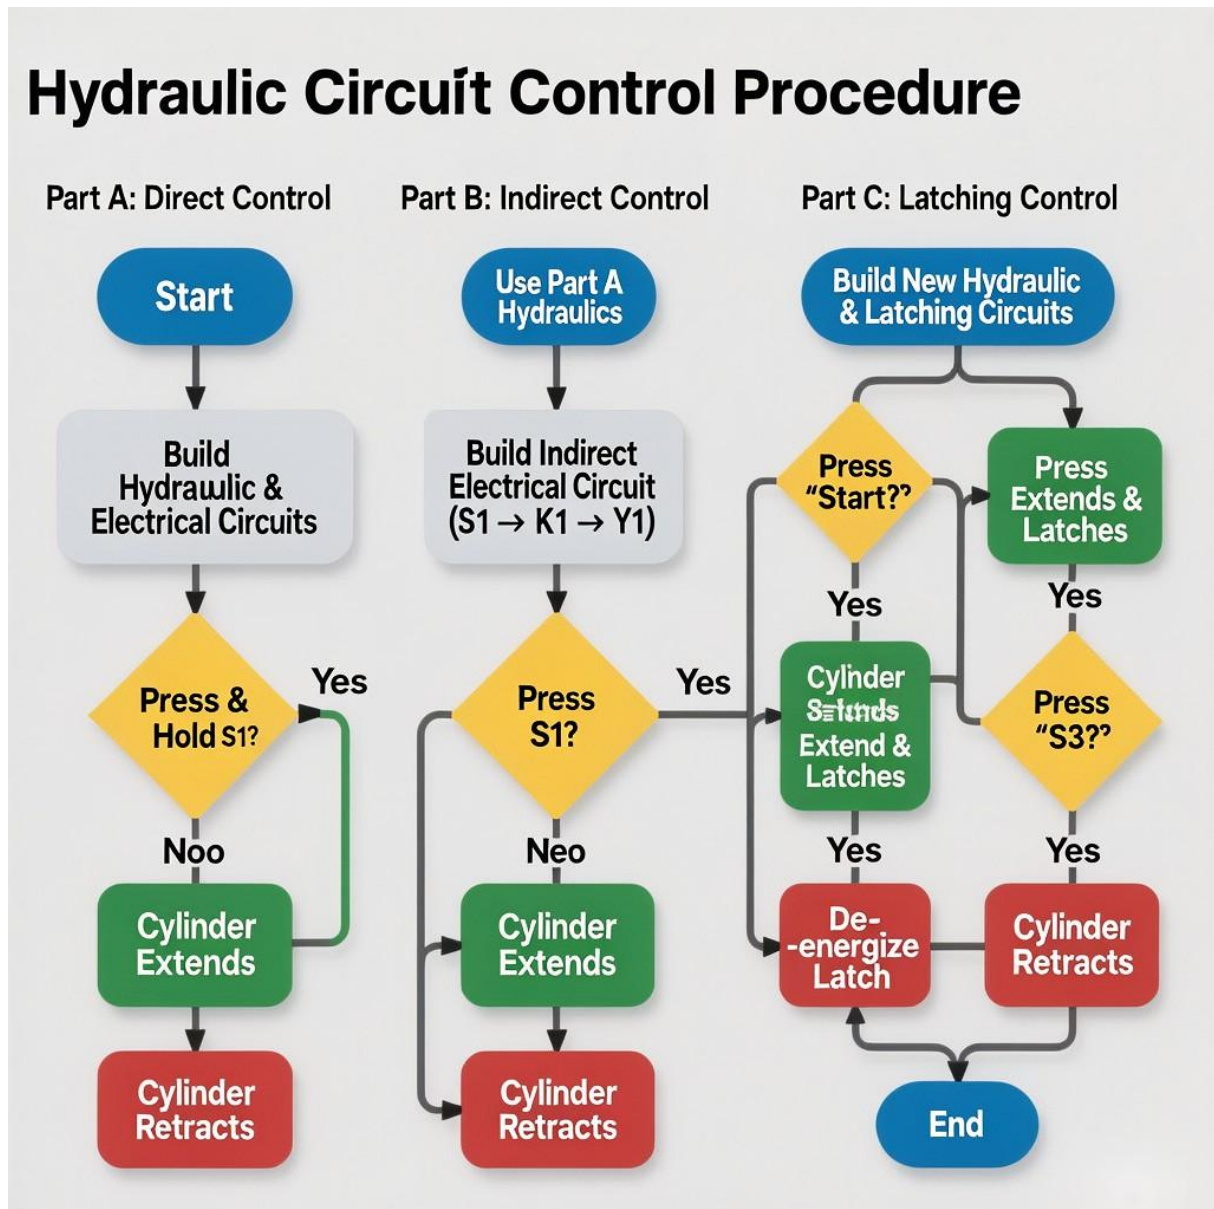 Hydraulic Circuit Control Procedure
Part A: Direct Control
Start
Build
Hydraulic &
Electrical Circuits
Press &
Hold S1?
Yes
Noo
Cylinder
Extends
Cylinder
Retracts
Part B: Indirect Control
Use Part A
Hydraulics
Build Indirect
Electrical Circuit
(S1 → K1 → Y1)
Press
S1?
Yes
Neo
Cylinder
Extends
Cylinder
Retracts
Part C: Latching Control
Build New Hydraulic
& Latching Circuits
Press
“Start?”
Yes
Cylinder
Extend &
Latches
Yes
De-
-energize
Latch
Press
Extends &
Latches
Yes
Press
“S3?”
Yes
Cylinder
Retracts
End